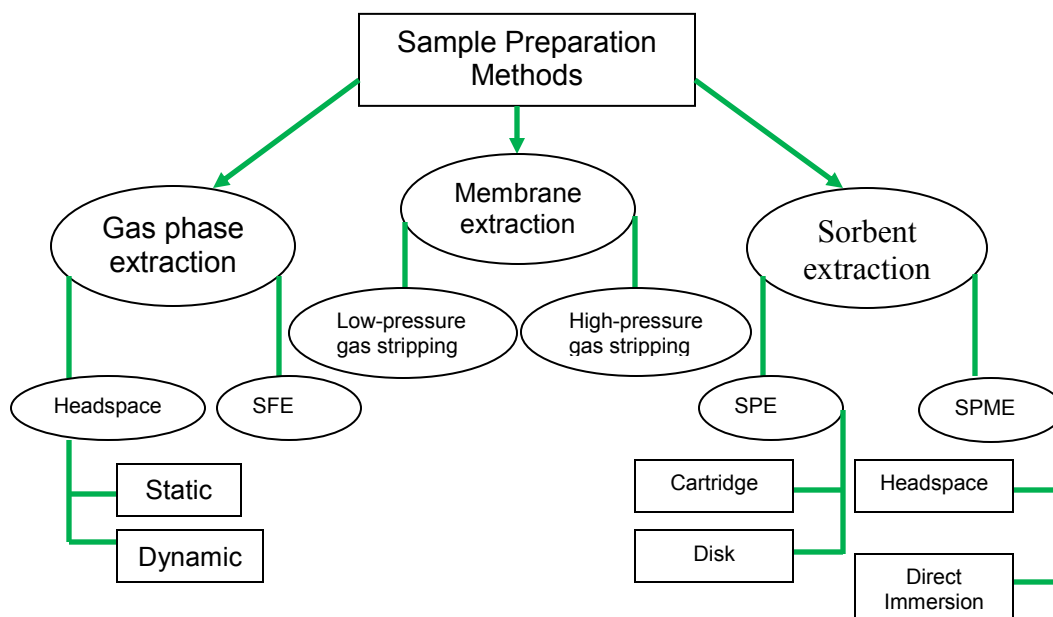 Sample Preparation
Methods
Gas phase
extraction
Membrane
extraction
Sorbent
extraction
Low-pressure
gas stripping
High-pressure
gas stripping
Headspace
SFE
SPE
SPME
Static
Dynamic
Cartridge
Disk
Headspace
Direct
Immersion